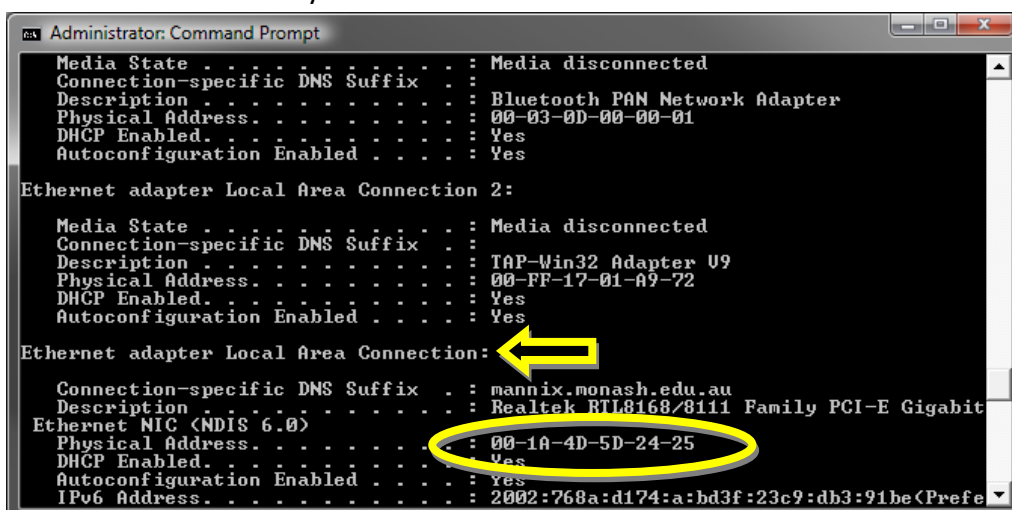 Administrator: Command Prompt
Media State . . . . . . . . . . . : Media disconnected
Connection-specific DNS Suffix  . :
Description . . . . . . . . . . . : Bluetooth PAN Network Adapter
Physical Address. . . . . . . . . : 00-03-0D-00-00-01
DHCP Enabled. . . . . . . . . . . : Yes
Autoconfiguration Enabled . . . . : Yes
Ethernet adapter Local Area Connection 2:
Media State . . . . . . . . . . . : Media disconnected
Connection-specific DNS Suffix  . :
Description . . . . . . . . . . . : TAP-Win32 Adapter V9
Physical Address. . . . . . . . . : 00-FF-17-01-A9-72
DHCP Enabled. . . . . . . . . . . : Yes
Autoconfiguration Enabled . . . . : Yes
Ethernet adapter Local Area Connection:
Connection-specific DNS Suffix  . : mannix.monash.edu.au
Description . . . . . . . . . . . : Realtek RTL8168/8111 Family PCI-E Gigabit
Ethernet NIC (NDIS 6.0)
Physical Address. . . . . . . . . : 00-1A-4D-5D-24-25
DHCP Enabled. . . . . . . . . . . : Yes
Autoconfiguration Enabled . . . . : Yes
IPv6 Address. . . . . . . . . . . : 2002:768a:d174:a:bd3f:23c9:db3:91be(Prefe